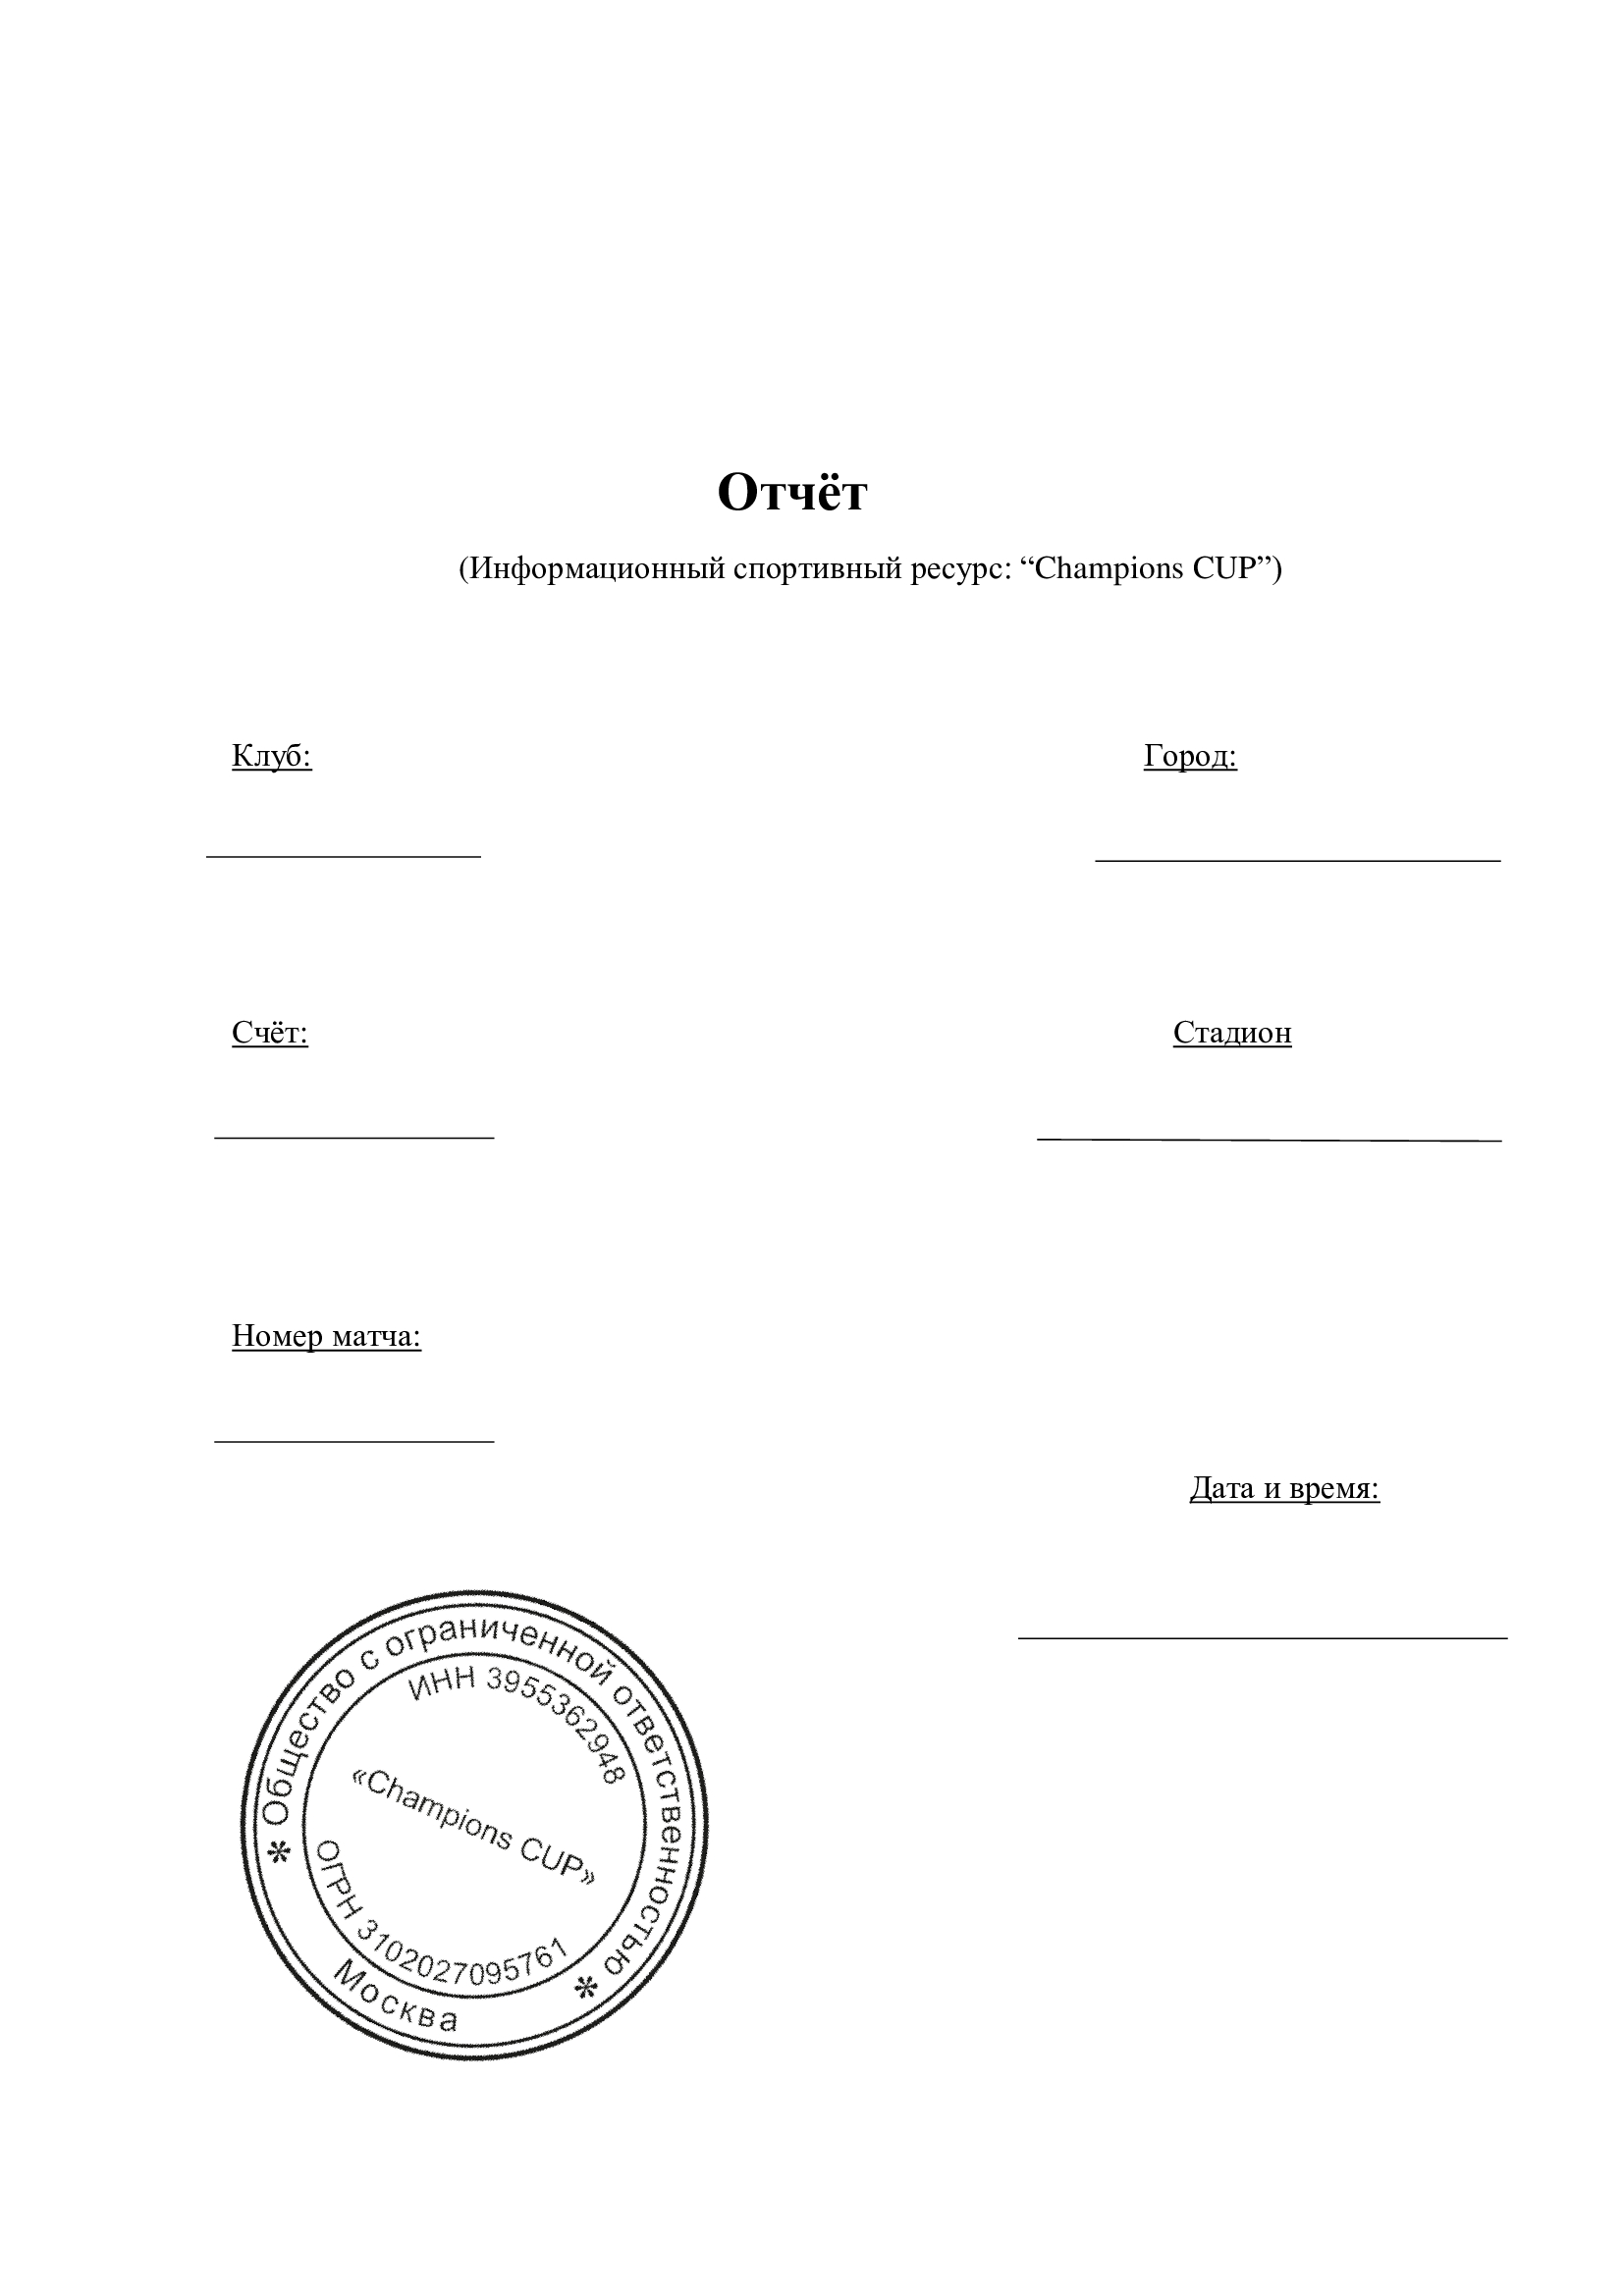 Отчёт
(Информационный спортивный ресурс: “Champions CUP”)
Клуб:
Город:
Счёт:
Стадион
Номер матча:
Дата и время:
* Общество с ограниченной ответственностью *
Москва
ИНН 3955362948
«Champions CUP»
ОГРН 3102027095761